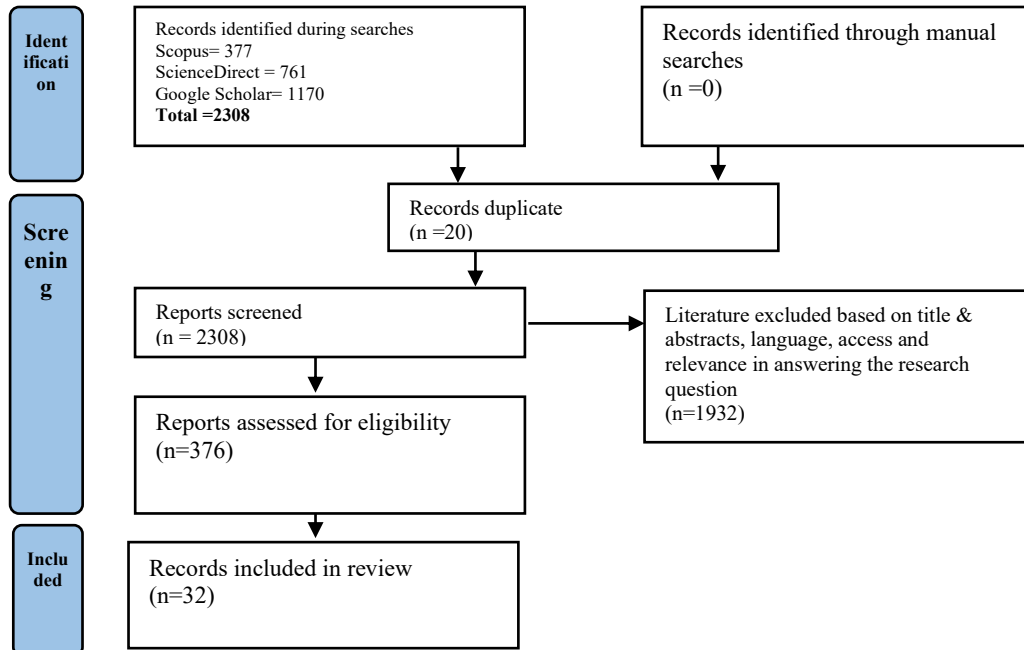 Ident
ificati
on
Records identified during searches
Scopus= 377
ScienceDirect = 761
Google Scholar= 1170
Total =2308
Records identified through manual
searches
(n =0)
Scre
enin
g
Records duplicate
(n =20)
Reports screened
(n = 2308)
Literature excluded based on title &
abstracts, language, access and
relevance in answering the research
question
(n=1932)
Reports assessed for eligibility
(n=376)
Inclu
ded
Records included in review
(n=32)